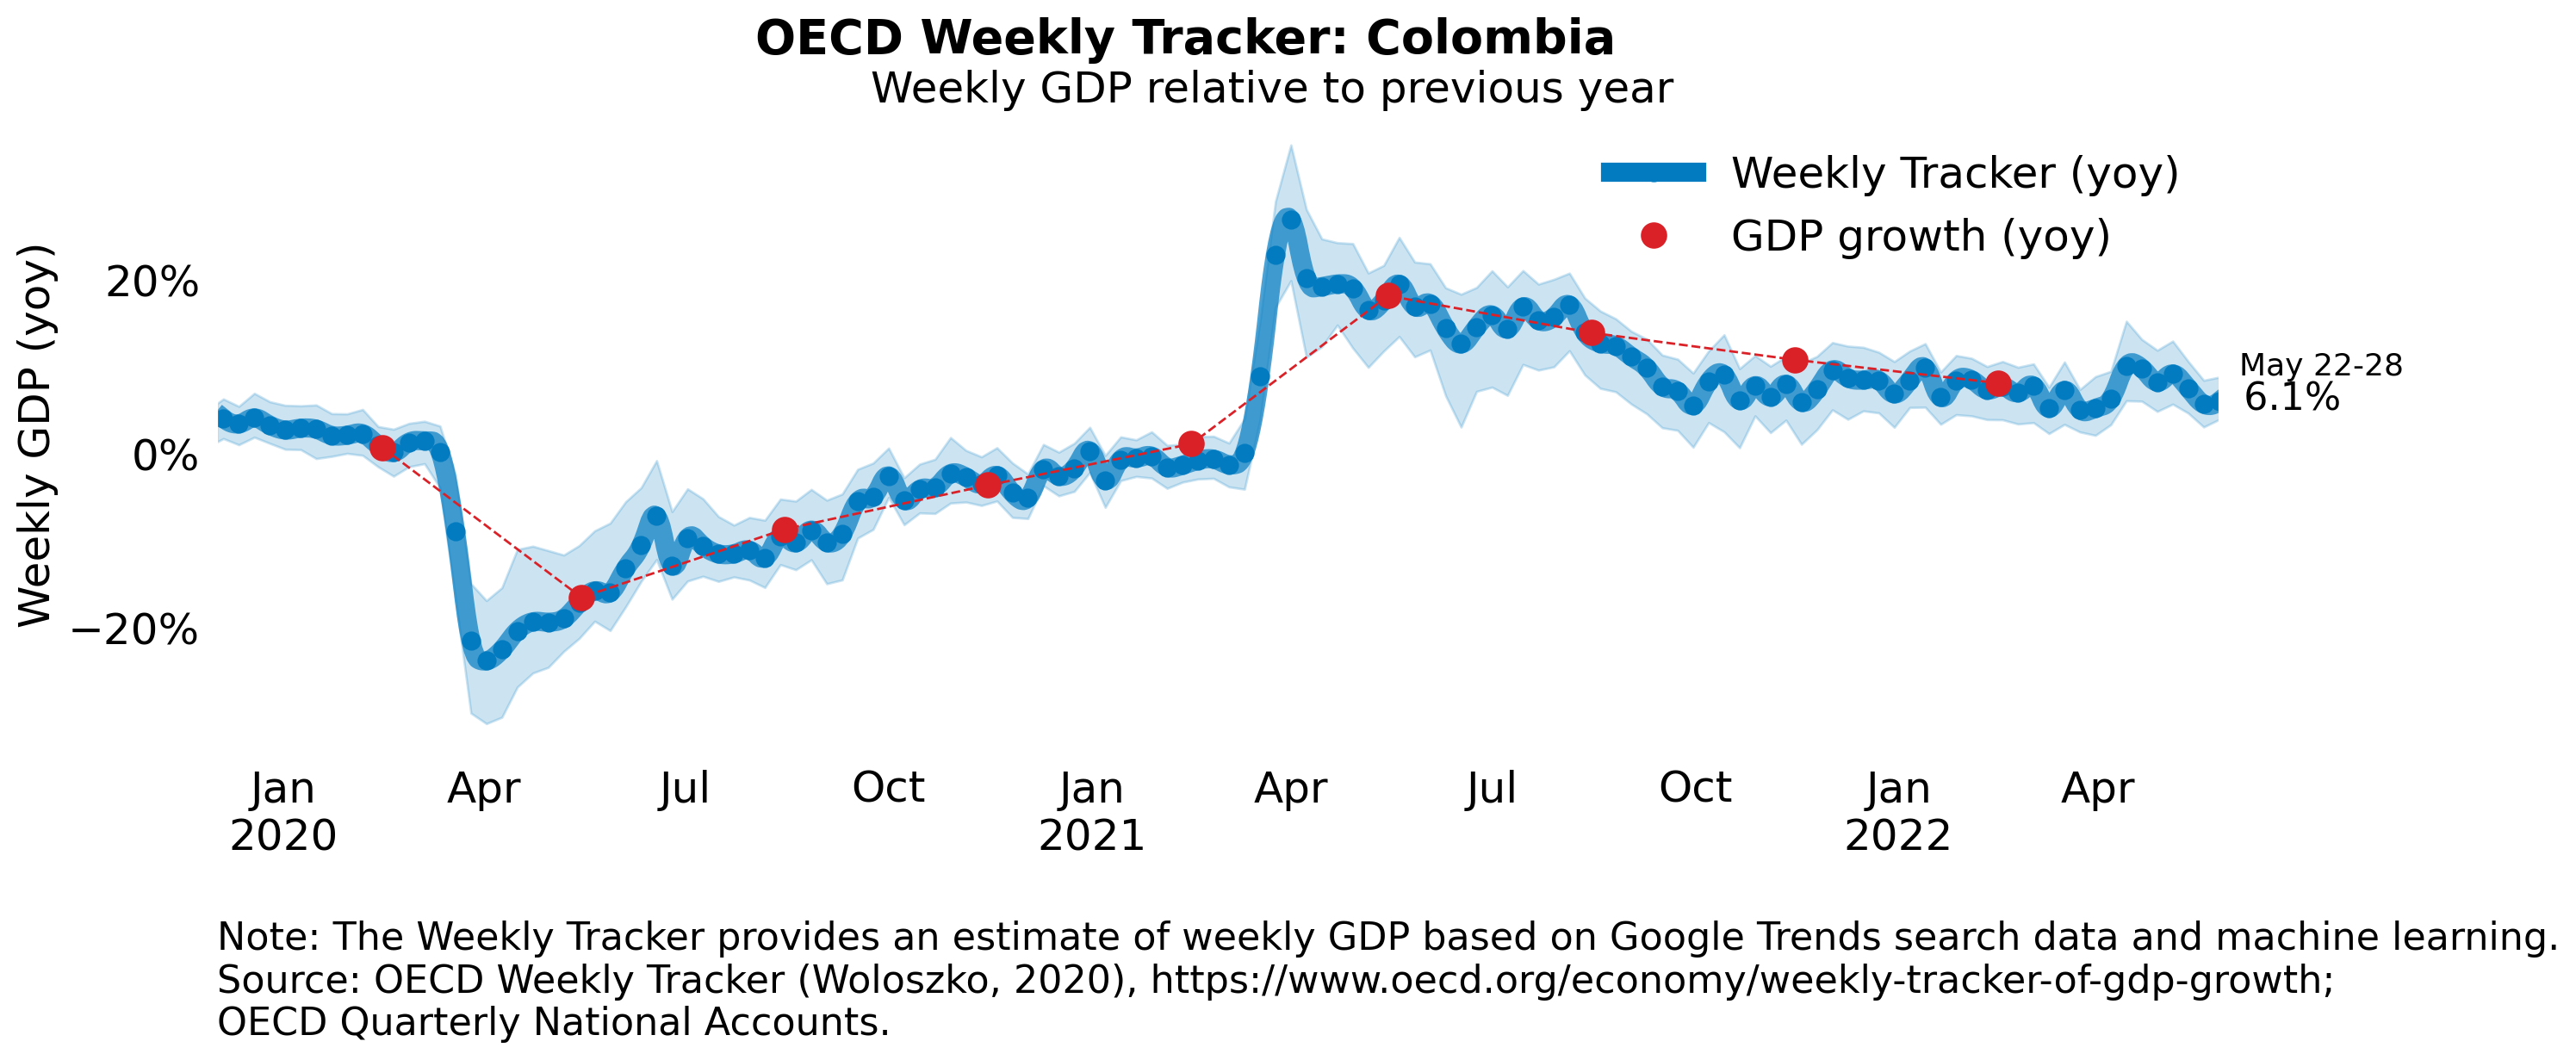 OECD Weekly Tracker: Colombia
Weekly GDP relative to previous year
Weekly Tracker (yoy)
GDP growth (yoy)
Weekly GDP (yoy)
20%
0%
−20%
May 22-28
6.1%
Jan Apr Jul Oct Jan Apr Jul Oct Jan Apr
2020 2021 2022
Note: The Weekly Tracker provides an estimate of weekly GDP based on Google Trends search data and machine learning.
Source: OECD Weekly Tracker (Woloszko, 2020), https://www.oecd.org/economy/weekly-tracker-of-gdp-growth;
OECD Quarterly National Accounts.